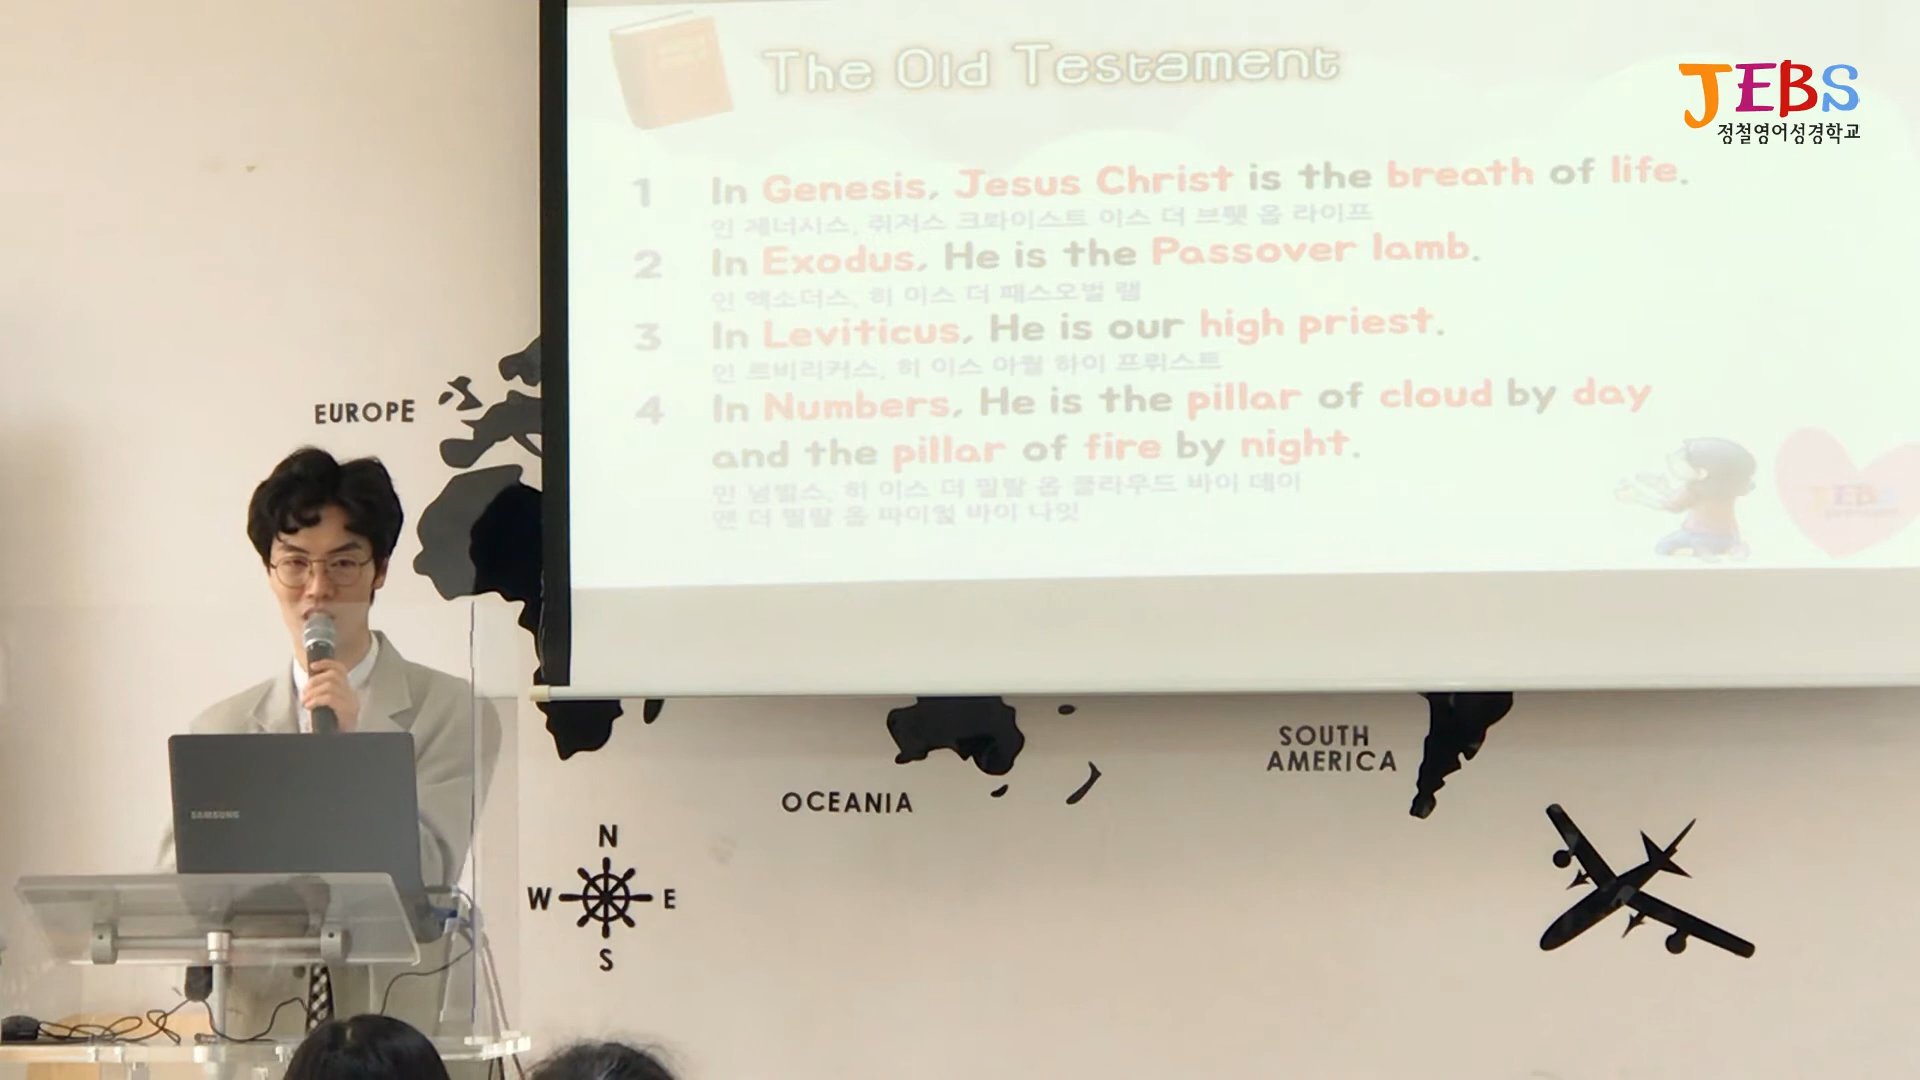 The Old Testament
JEBS
정철영어성경학교
1 In Genesis, Jesus Christ is the breath of life.
인 제너시스, 쥐저스 크롸이스트 이스 더 브뤳 옵 라이프
2 In Exodus, He is the Passover lamb.
인 엑소더스, 히 이스 더 패스오벌 램
3 In Leviticus, He is our high priest.
인 르비리커스, 히 이스 아월 하이 프뤼스트
4 In Numbers, He is the pillar of cloud by day
and the pillar of fire by night.
인 넘벌스, 히 이스 더 필랄 옵 클라우드 바이 데이
앤 더 필랄 옵 파이얼 바이 나잇
EUROPE
OCEANIA
SOUTH
AMERICA
SAMSUNG
N
W E
S